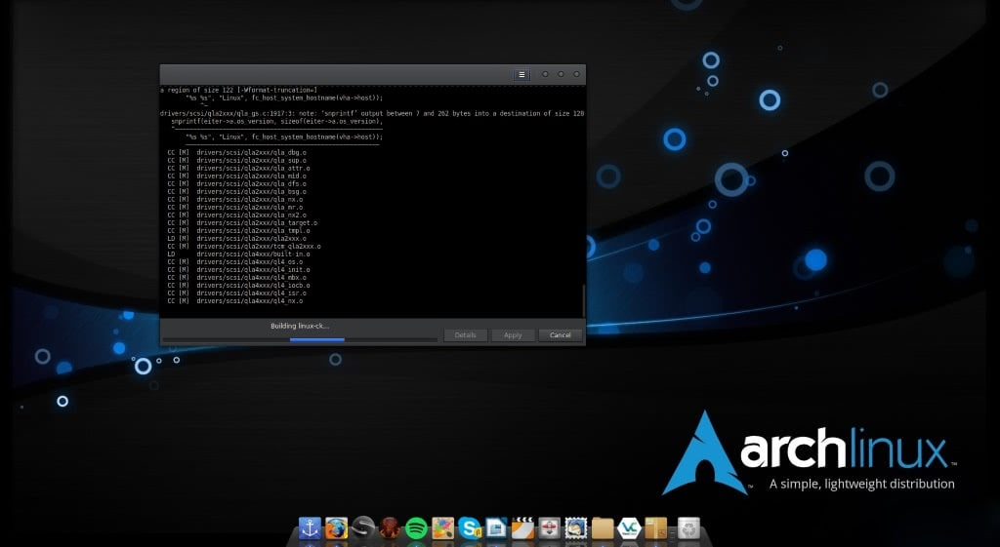 a region of size 122 [-Wformat-truncation=]
"%s %s", "Linux", fc_host_system_hostname(vha->host));
^~
drivers/scsi/qla2xxx/qla_gs.c:1917:3: note: 'snprintf' output between 7 and 262 bytes into a destination of size 128
snprintf(eiter->a.os_version, sizeof(eiter->a.os_version),
"%s %s", "Linux", fc_host_system_hostname(vha->host));
CC [M] drivers/scsi/qla2xxx/qla_dbg.o
CC [M] drivers/scsi/qla2xxx/qla_sup.o
CC [M] drivers/scsi/qla2xxx/qla_attr.o
CC [M] drivers/scsi/qla2xxx/qla_mid.o
CC [M] drivers/scsi/qla2xxx/qla_dfs.o
CC [M] drivers/scsi/qla2xxx/qla_bsg.o
CC [M] drivers/scsi/qla2xxx/qla_nx.o
CC [M] drivers/scsi/qla2xxx/qla_mr.o
CC [M] drivers/scsi/qla2xxx/qla_nx2.o
CC [M] drivers/scsi/qla2xxx/qla_target.o
CC [M] drivers/scsi/qla2xxx/qla_tmpl.o
LD [M] drivers/scsi/qla2xxx/qla2xxx.o
CC [M] drivers/scsi/qla2xxx/tcm_qla2xxx.o
LD drivers/scsi/qla4xxx/built-in.o
CC [M] drivers/scsi/qla4xxx/ql4_os.o
CC [M] drivers/scsi/qla4xxx/ql4_init.o
CC [M] drivers/scsi/qla4xxx/ql4_mbx.o
CC [M] drivers/scsi/qla4xxx/ql4_iocb.o
CC [M] drivers/scsi/qla4xxx/ql4_isr.o
CC [M] drivers/scsi/qla4xxx/ql4_nx.o
Building linux-ck...
Details Apply Cancel
archlinux™
A simple, lightweight distribution